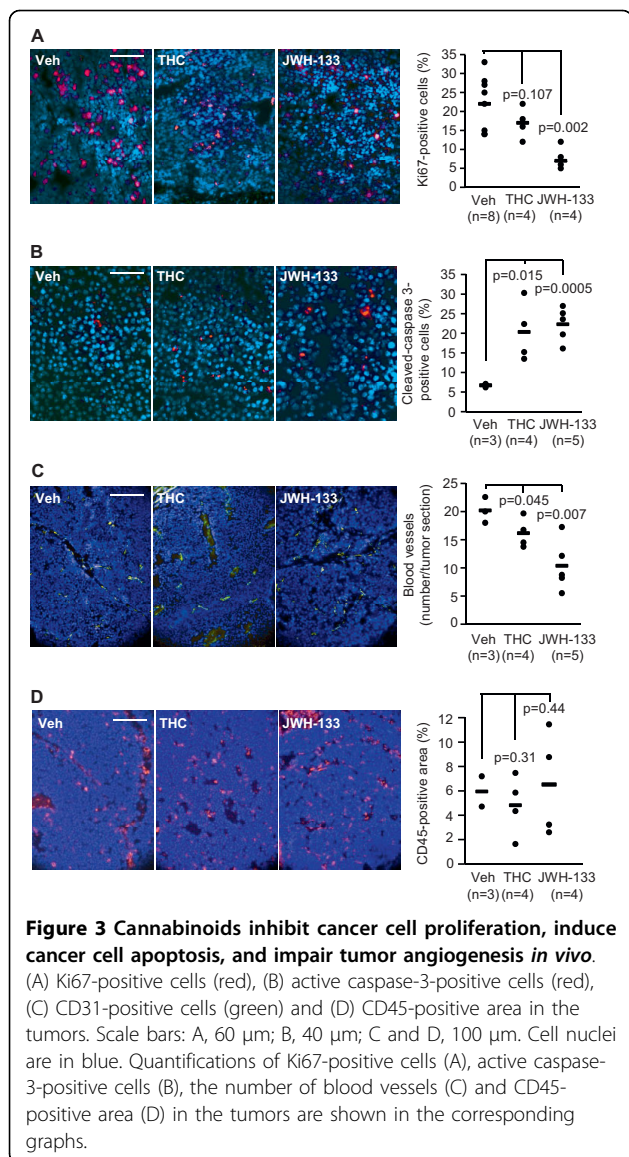 A
Veh
THC
JWH-133
Ki67-positive cells (%)
35
30
25
20
15
10
5
0
p=0.107
p=0.002
Veh THC JWH-133
(n=8) (n=4) (n=4)
B
Veh
THC
JWH-133
Cleaved-caspase 3-
positive cells (%)
35
30
25
20
15
10
5
0
p=0.015
p=0.0005
Veh THC JWH-133
(n=3) (n=4) (n=5)
C
Veh
THC
JWH-133
Blood vessels
(number/tumor section)
25
20
15
10
5
0
p=0.045
p=0.007
Veh THC JWH-133
(n=3) (n=4) (n=5)
D
Veh
THC
JWH-133
CD45-positive area (%)
12
10
8
6
4
2
0
p=0.44
p=0.31
Veh THC JWH-133
(n=3) (n=4) (n=4)
Figure 3 Cannabinoids inhibit cancer cell proliferation, induce
cancer cell apoptosis, and impair tumor angiogenesis in vivo.
(A) Ki67-positive cells (red), (B) active caspase-3-positive cells (red),
(C) CD31-positive cells (green) and (D) CD45-positive area in the
tumors. Scale bars: A, 60 μm; B, 40 μm; C and D, 100 μm. Cell nuclei
are in blue. Quantifications of Ki67-positive cells (A), active caspase-
3-positive cells (B), the number of blood vessels (C) and CD45-
positive area (D) in the tumors are shown in the corresponding
graphs.